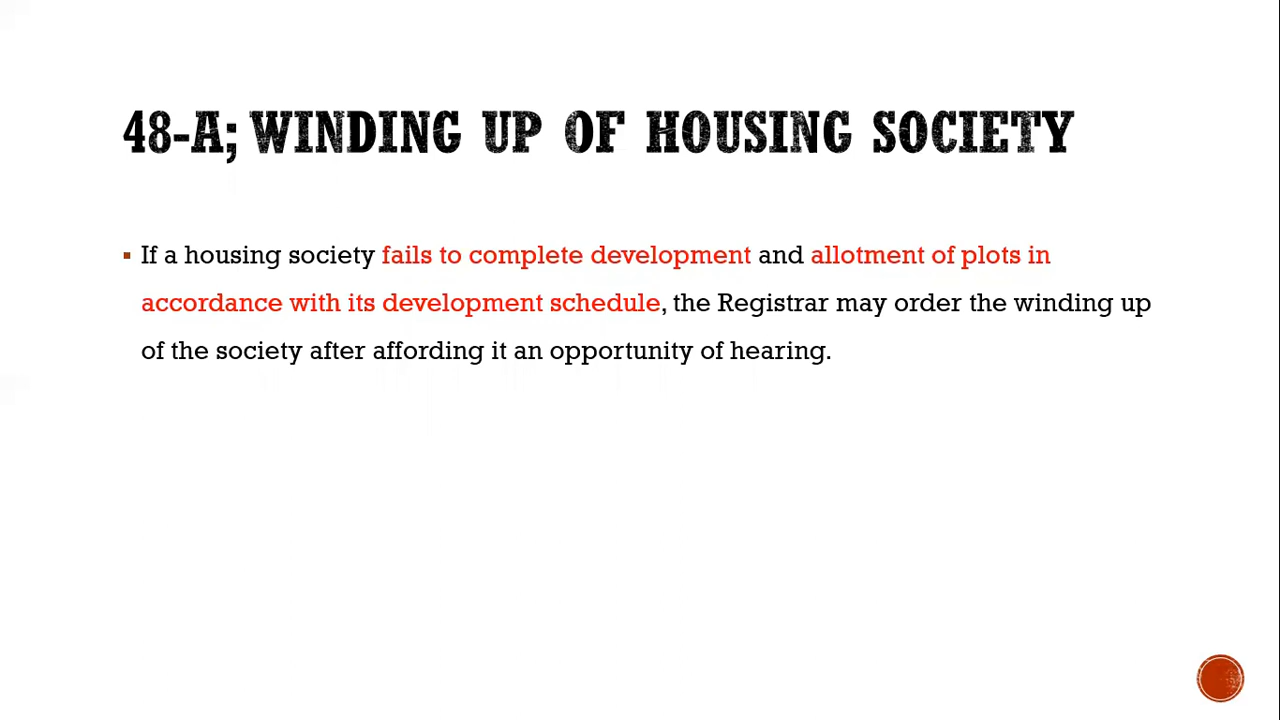 48-A; WINDING UP OF HOUSING SOCIETY
▪ If a housing society fails to complete development and allotment of plots in
accordance with its development schedule, the Registrar may order the winding up
of the society after affording it an opportunity of hearing.